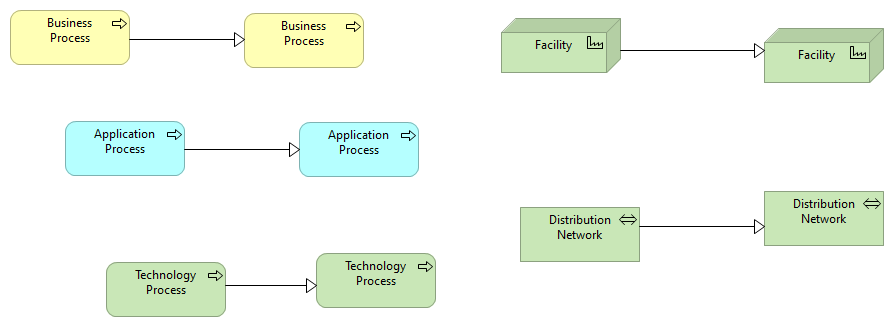 Business
Process
Business
Process
Facility
Facility
Application
Process
Application
Process
Distribution
Network
Distribution
Network
Technology
Process
Technology
Process